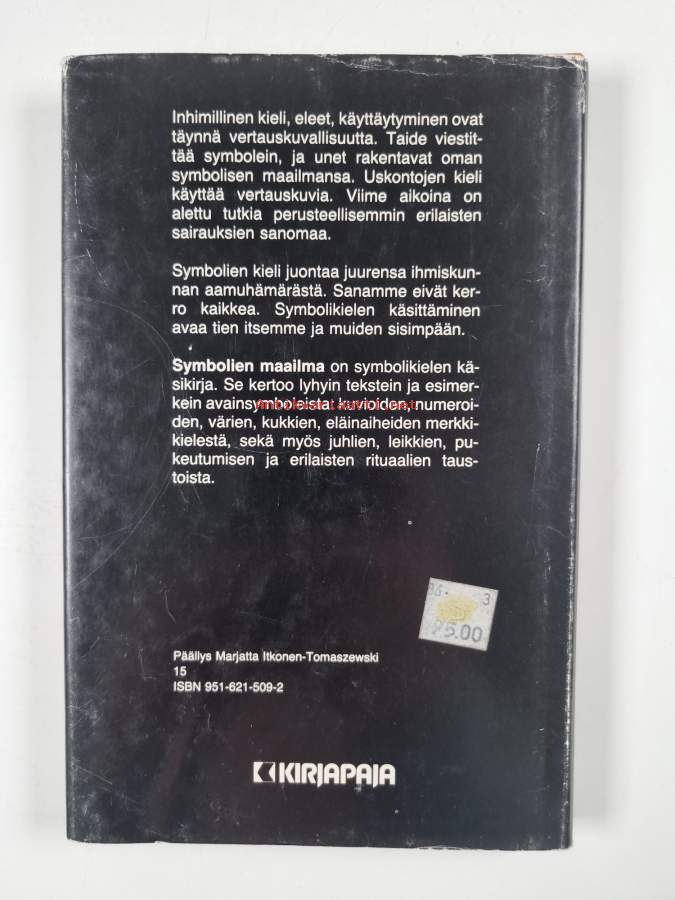 Inhimillinen kieli, eleet, käyttäytyminen ovat
täynnä vertauskuvallisuutta. Taide viestit-
tää symbolein, ja unet rakentavat oman
symbolisen maailmansa. Uskontojen kieli
käyttää vertauskuvia. Viime aikoina on
alettu tutkia perusteellisemmin erilaisten
sairauksien sanomaa.
Symbolien kieli juontaa juurensa ihmiskun-
nan aamuhämärästä. Sanamme eivät ker-
ro kaikkea. Symbolikielen käsittäminen
avaa tien itsemme ja muiden sisimpään.
Symbolien maailma on symbolikielen kä-
sikirja. Se kertoo lyhyin tekstein ja esimer-
kein avainsymboleista: kuvioiden, numeroi-
den, värien, kukkien, eläinaiheiden merkki-
kielestä, sekä myös juhlien, leikkien, pu-
keutumisen ja erilaisten rituaalien taus-
toista.
3
95.00
Päällys Marjatta Itkonen-Tomaszewski
15
ISBN 951-621-509-2
KIRJAPAJA